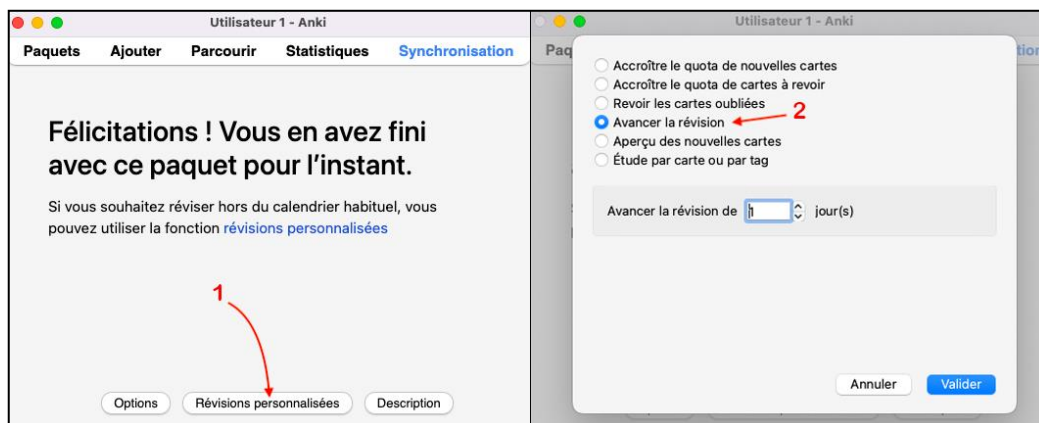 Utilisateur 1 - Anki
Paquets Ajouter Parcourir Statistiques Synchronisation
Félicitations ! Vous en avez fini
avec ce paquet pour l'instant.
Si vous souhaitez réviser hors du calendrier habituel, vous
pouvez utiliser la fonction révisions personnalisées
1
Options Révisions personnalisées Description
Utilisateur 1 - Anki
Paq
tion
Accroître le quota de nouvelles cartes
Accroître le quota de cartes à revoir
Revoir les cartes oubliées
Avancer la révision 2
Aperçu des nouvelles cartes
Étude par carte ou par tag
Avancer la révision de 1 jour(s)
Annuler Valider